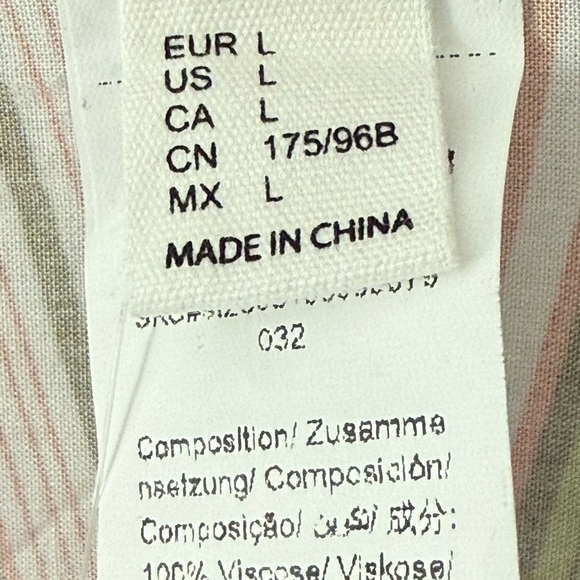 EUR L
US L
CA L
CN 175/96B
MX L
MADE IN CHINA
032
Composition/ Zusamme
nsetzung/ Composición/
Composição/ 成分:
100% Viscose/ Viskose/